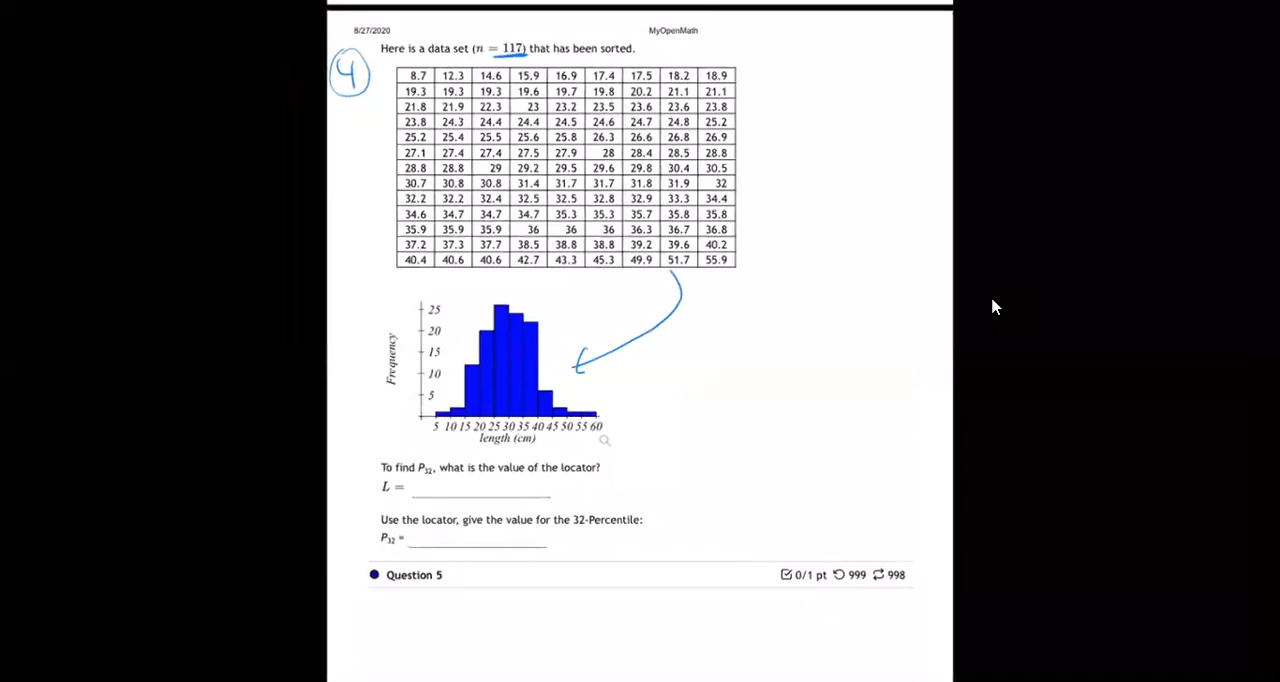 8/27/2020 MyOpenMath
4 Here is a data set (n = 117) that has been sorted.
8.7 12.3 14.6 15.9 16.9 17.4 17.5 18.2 18.9
19.3 19.3 19.3 19.6 19.7 19.8 20.2 21.1 21.1
21.8 21.9 22.3 23 23.2 23.5 23.6 23.6 23.8
23.8 24.3 24.4 24.4 24.5 24.6 24.7 24.8 25.2
25.2 25.4 25.5 25.6 25.8 26.3 26.6 26.8 26.9
27.1 27.4 27.4 27.5 27.9 28 28.4 28.5 28.8
28.8 28.8 29 29.2 29.5 29.6 29.8 30.4 30.5
30.7 30.8 30.8 31.4 31.7 31.7 31.8 31.9 32
32.2 32.2 32.4 32.5 32.5 32.8 32.9 33.3 34.4
34.6 34.7 34.7 34.7 35.3 35.3 35.7 35.8 35.8
35.9 35.9 35.9 36 36 36 36.3 36.7 36.8
37.2 37.3 37.7 38.5 38.8 38.8 39.2 39.6 40.2
40.4 40.6 40.6 42.7 43.3 45.3 49.9 51.7 55.9
25
20
15
10
5
Frequency
5 10 15 20 25 30 35 40 45 50 55 60
length (cm)
To find P32, what is the value of the locator?
L =
Use the locator, give the value for the 32-Percentile:
P32 =
Question 5 0/1 pt 999 998